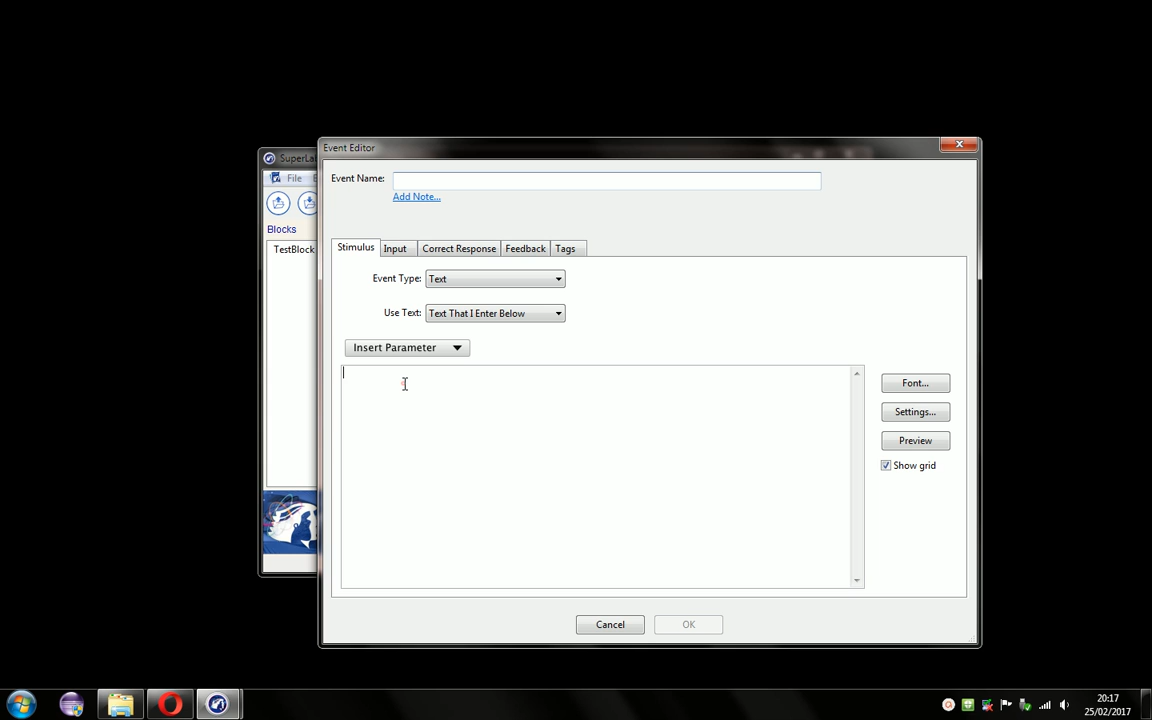 Event Editor
SuperLa
Event Name:
File
Add Note...
Blocks
Stimulus Input Correct Response Feedback Tags
TestBlock
Event Type: Text
Use Text: Text That I Enter Below
Insert Parameter
Font...
Settings...
Preview
Show grid
Cancel OK
20:17
25/02/2017